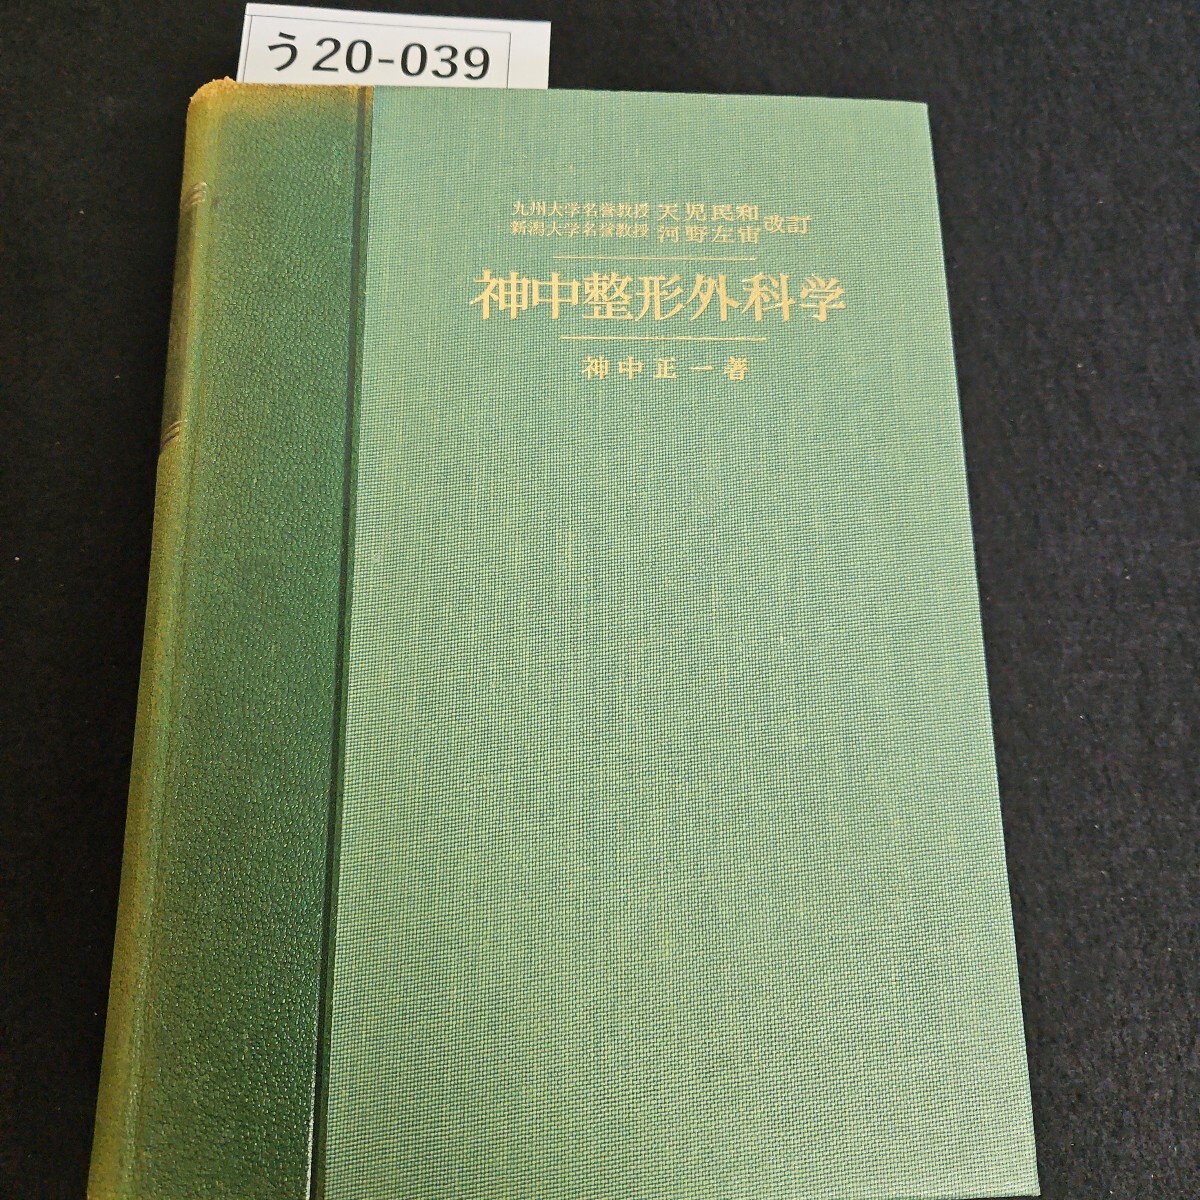 う20-039
九州大学名誉教授 天児民和
新潟大学名誉教授 河野左宙
改訂
神中整形外科学
神中正一著